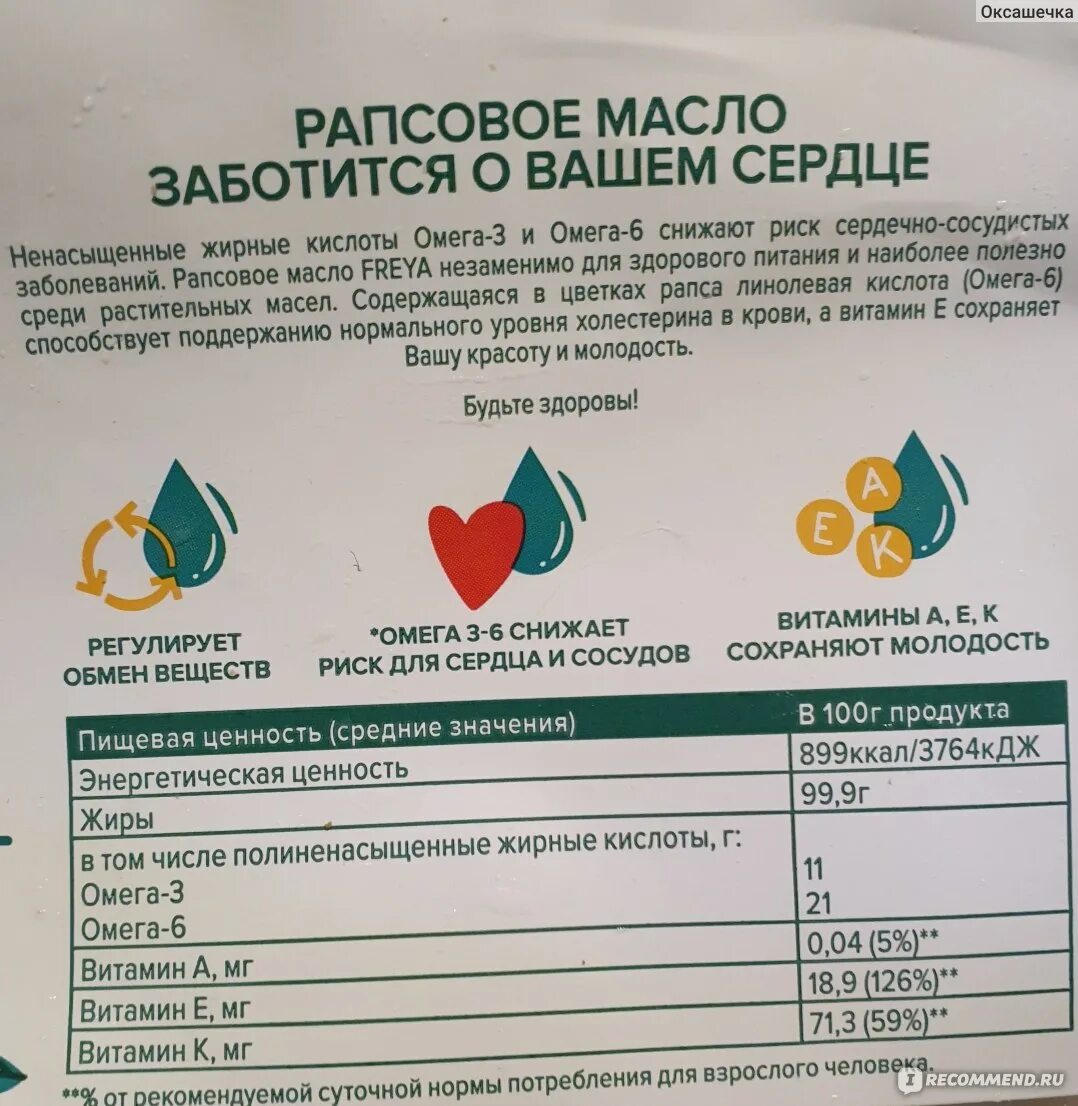 Оксашечка
РАПСОВОЕ МАСЛО
ЗАБОТИТСЯ О ВАШЕМ СЕРДЦЕ
Ненасыщенные жирные кислоты Омега-3 и Омега-6 снижают риск сердечно-сосудистых
заболеваний. Рапсовое масло FREYA незаменимо для здорового питания и наиболее полезно
среди растительных масел. Содержащаяся в цветках рапса линолевая кислота (Омега-6)
способствует поддержанию нормального уровня холестерина в крови, а витамин Е сохраняет
Вашу красоту и молодость.
Будьте здоровы!
A
E
K
РЕГУЛИРУЕТ
ОБМЕН ВЕЩЕСТВ
*ОМЕГА 3-6 СНИЖАЕТ
РИСК ДЛЯ СЕРДЦА И СОСУДОВ
ВИТАМИНЫ А, Е, К
СОХРАНЯЮТ МОЛОДОСТЬ
Пищевая ценность (средние значения) В 100г продукта
Энергетическая ценность 899ккал/3764кДЖ
Жиры 99,9г
в том числе полиненасыщенные жирные кислоты, г:
Омега-3 11
Омега-6 21
Витамин А, мг 0,04 (5%)**
Витамин Е, мг 18,9 (126%)**
Витамин К, мг 71,3 (59%)**
**% от рекомендуемой суточной нормы потребления для взрослого человека.
IRECOMMEND.RU